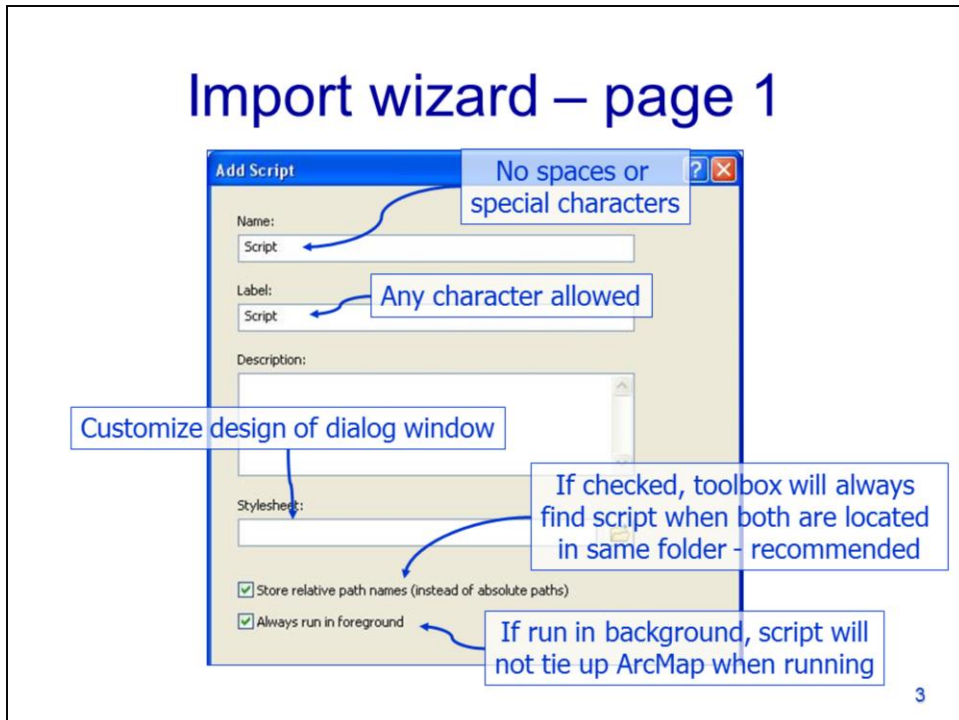 Import wizard – page 1
Add Script
No spaces or
special characters
Name:
Script
Label:
Any character allowed
Script
Description:
Customize design of dialog window
Stylesheet:
If checked, toolbox will always
find script when both are located
in same folder - recommended
Store relative path names (instead of absolute paths)
Always run in foreground
If run in background, script will
not tie up ArcMap when running
3